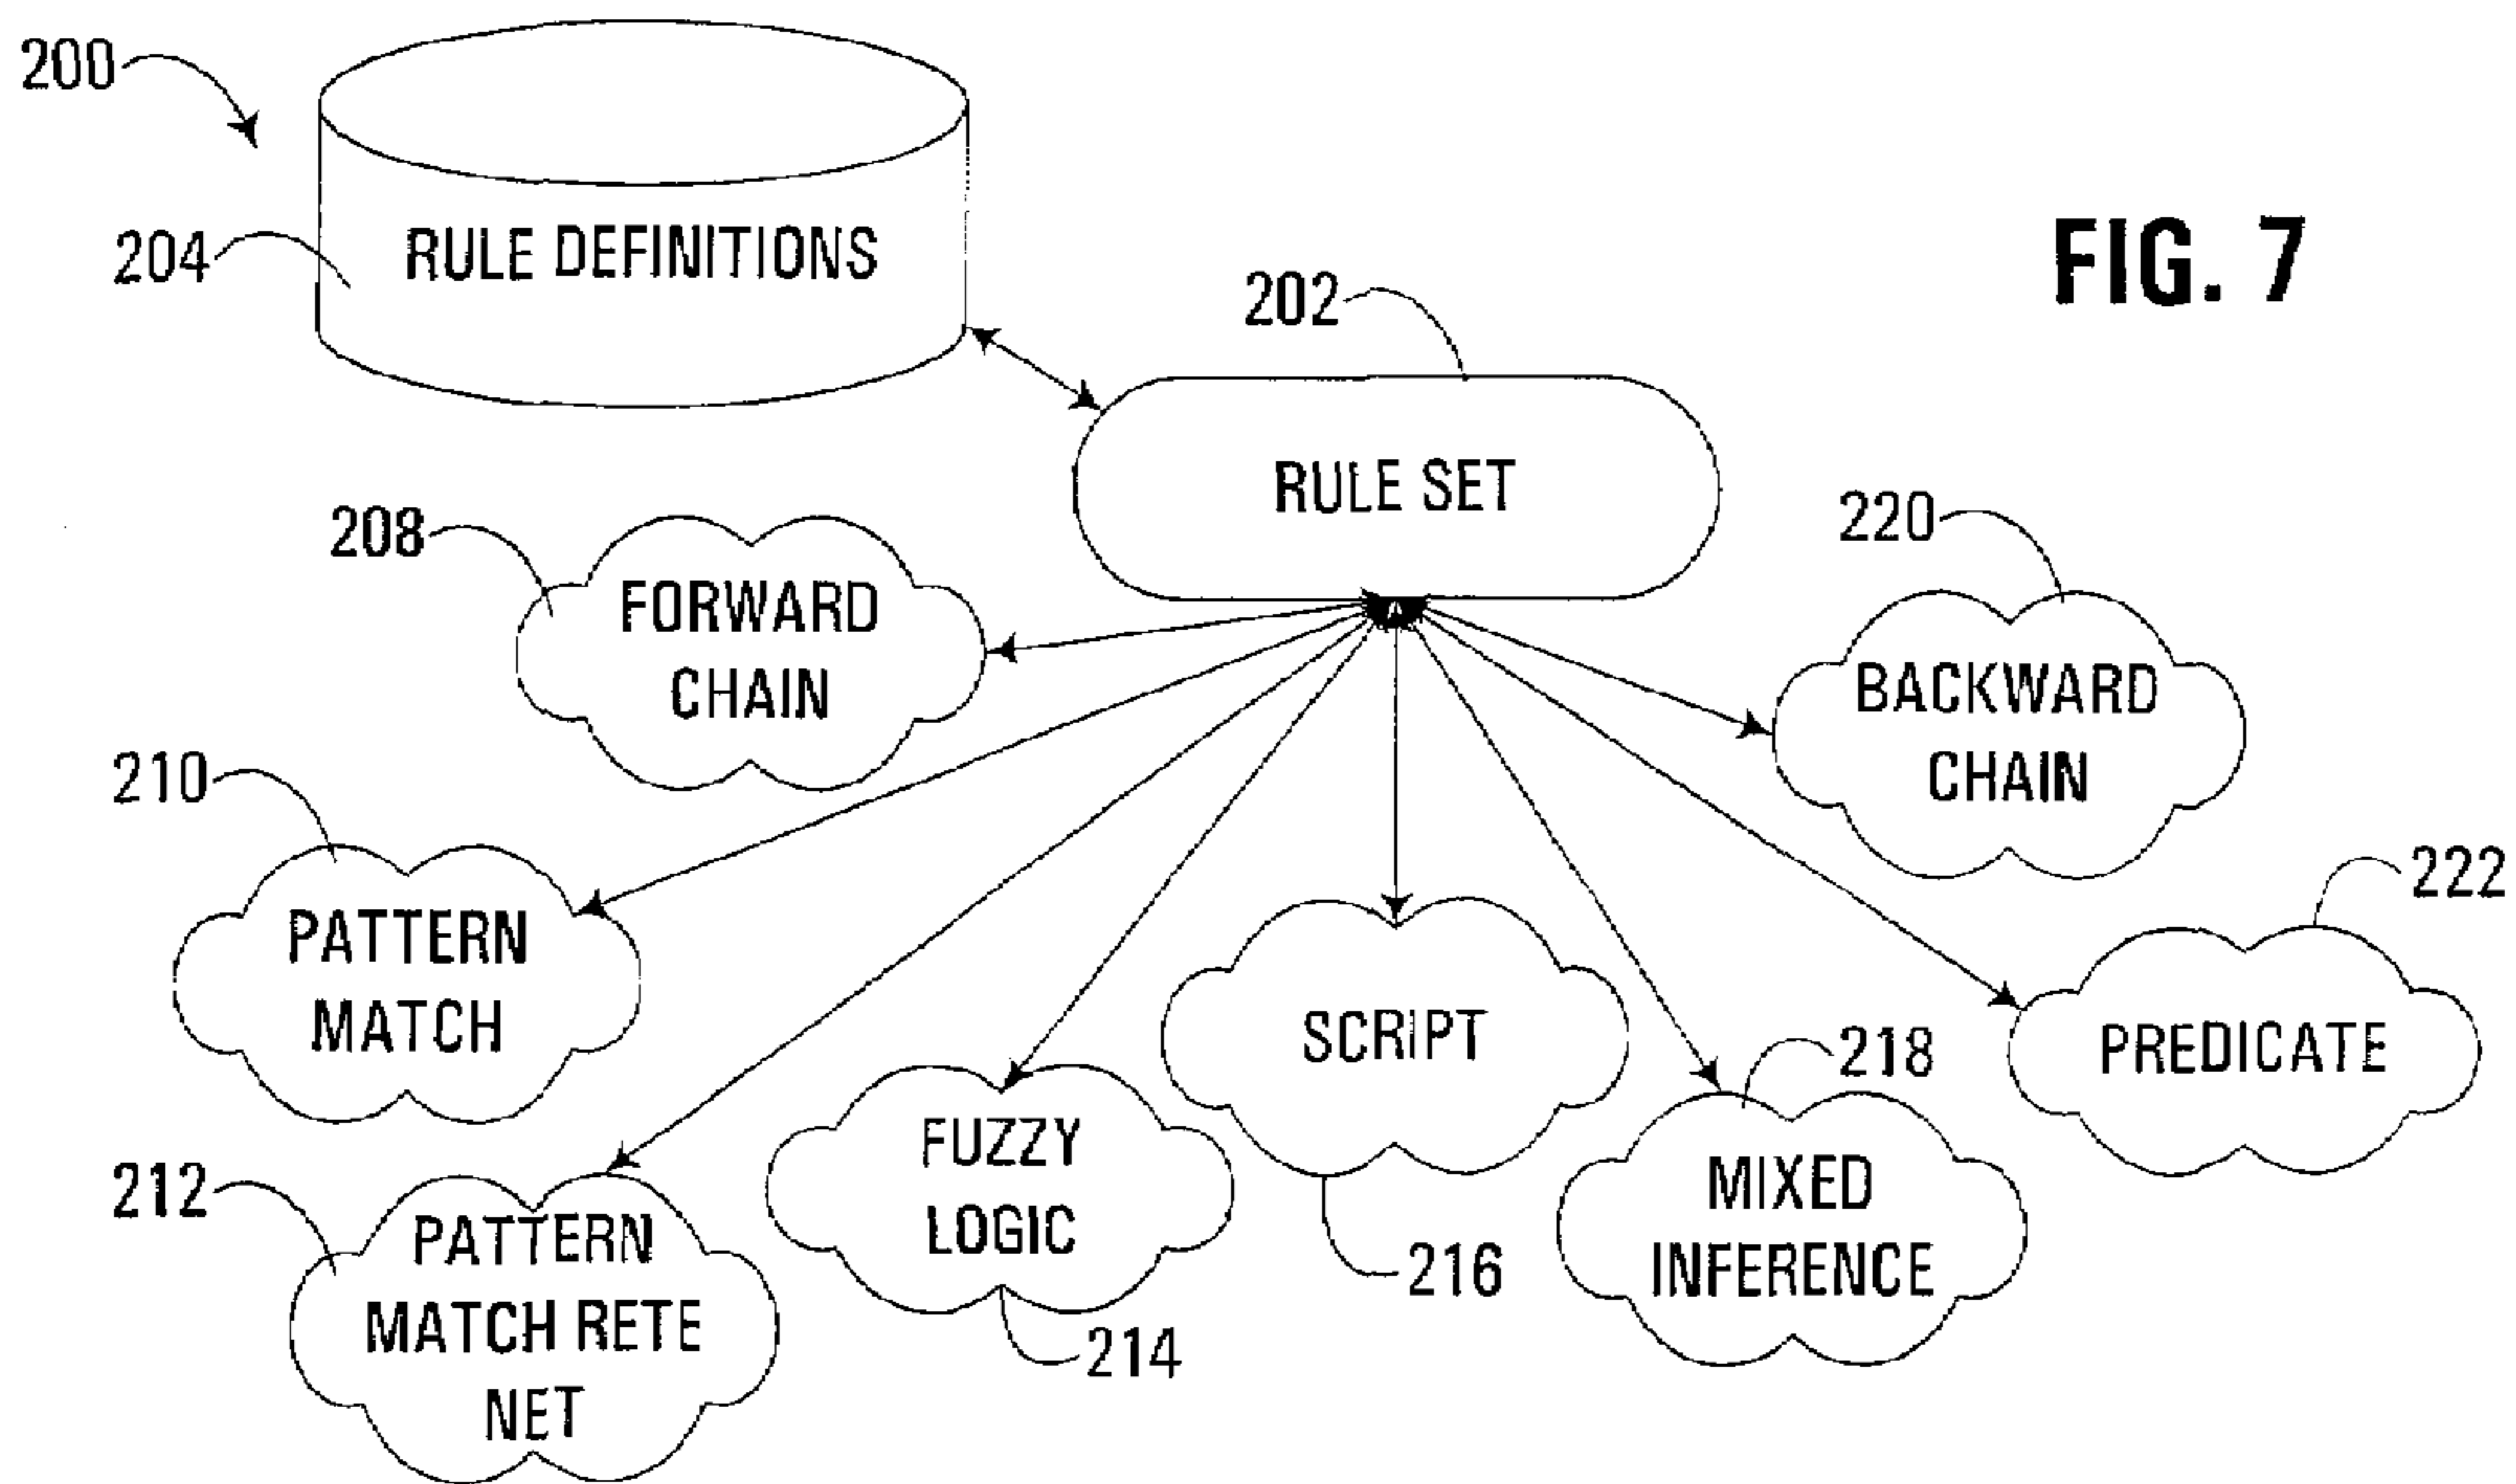 200
204
RULE DEFINITIONS
FIG. 7
202
RULE SET
208
FORWARD
CHAIN
220
BACKWARD
CHAIN
210
PATTERN
MATCH
222
PREDICATE
SCRIPT
216
218
MIXED
INFERENCE
FUZZY
LOGIC
214
212
PATTERN
MATCH RETE
NET